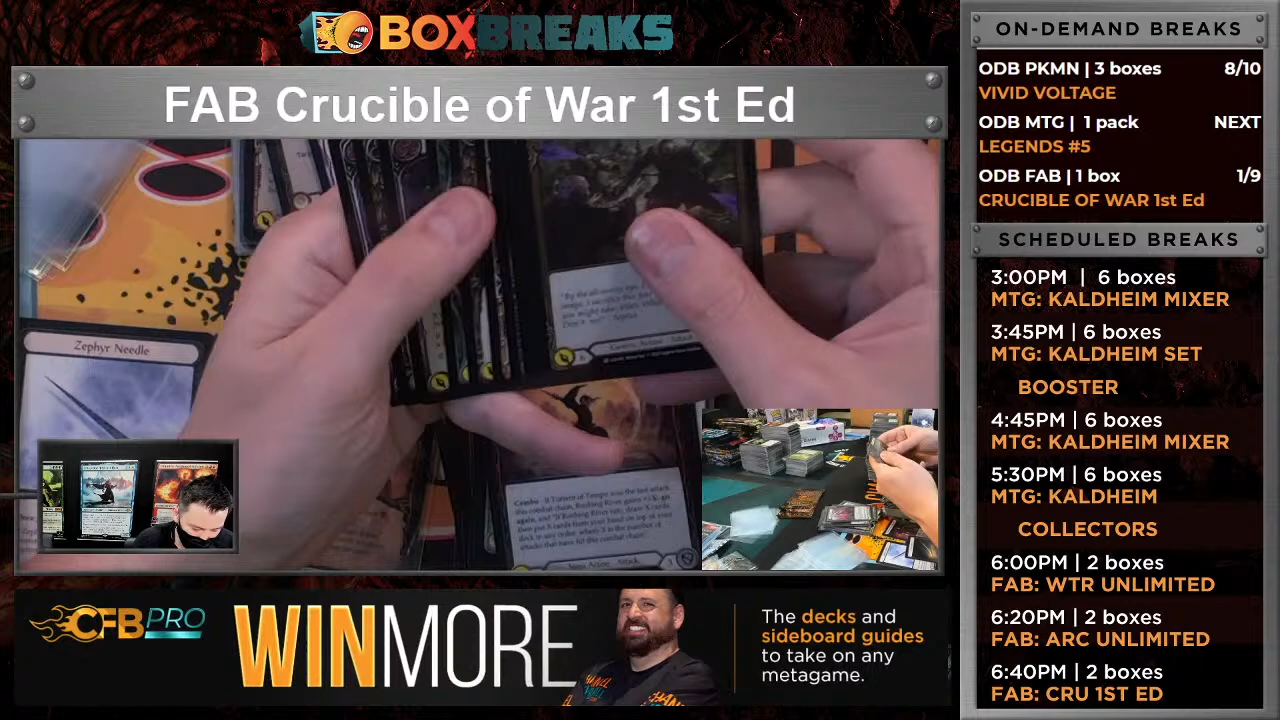 BOXBREAKS
FAB Crucible of War 1st Ed
Zephyr Needle
CFBPRO
WINMORE
The decks and
sideboard guides
to take on any
metagame.
ON-DEMAND BREAKS
ODB PKMN | 3 boxes 8/10
VIVID VOLTAGE
ODB MTG | 1 pack NEXT
LEGENDS #5
ODB FAB | 1 box 1/9
CRUCIBLE OF WAR 1st Ed
SCHEDULED BREAKS
3:00PM | 6 boxes
MTG: KALDHEIM MIXER
3:45PM | 6 boxes
MTG: KALDHEIM SET
BOOSTER
4:45PM | 6 boxes
MTG: KALDHEIM MIXER
5:30PM | 6 boxes
MTG: KALDHEIM
COLLECTORS
6:00PM | 2 boxes
FAB: WTR UNLIMITED
6:20PM | 2 boxes
FAB: ARC UNLIMITED
6:40PM | 2 boxes
FAB: CRU 1ST ED